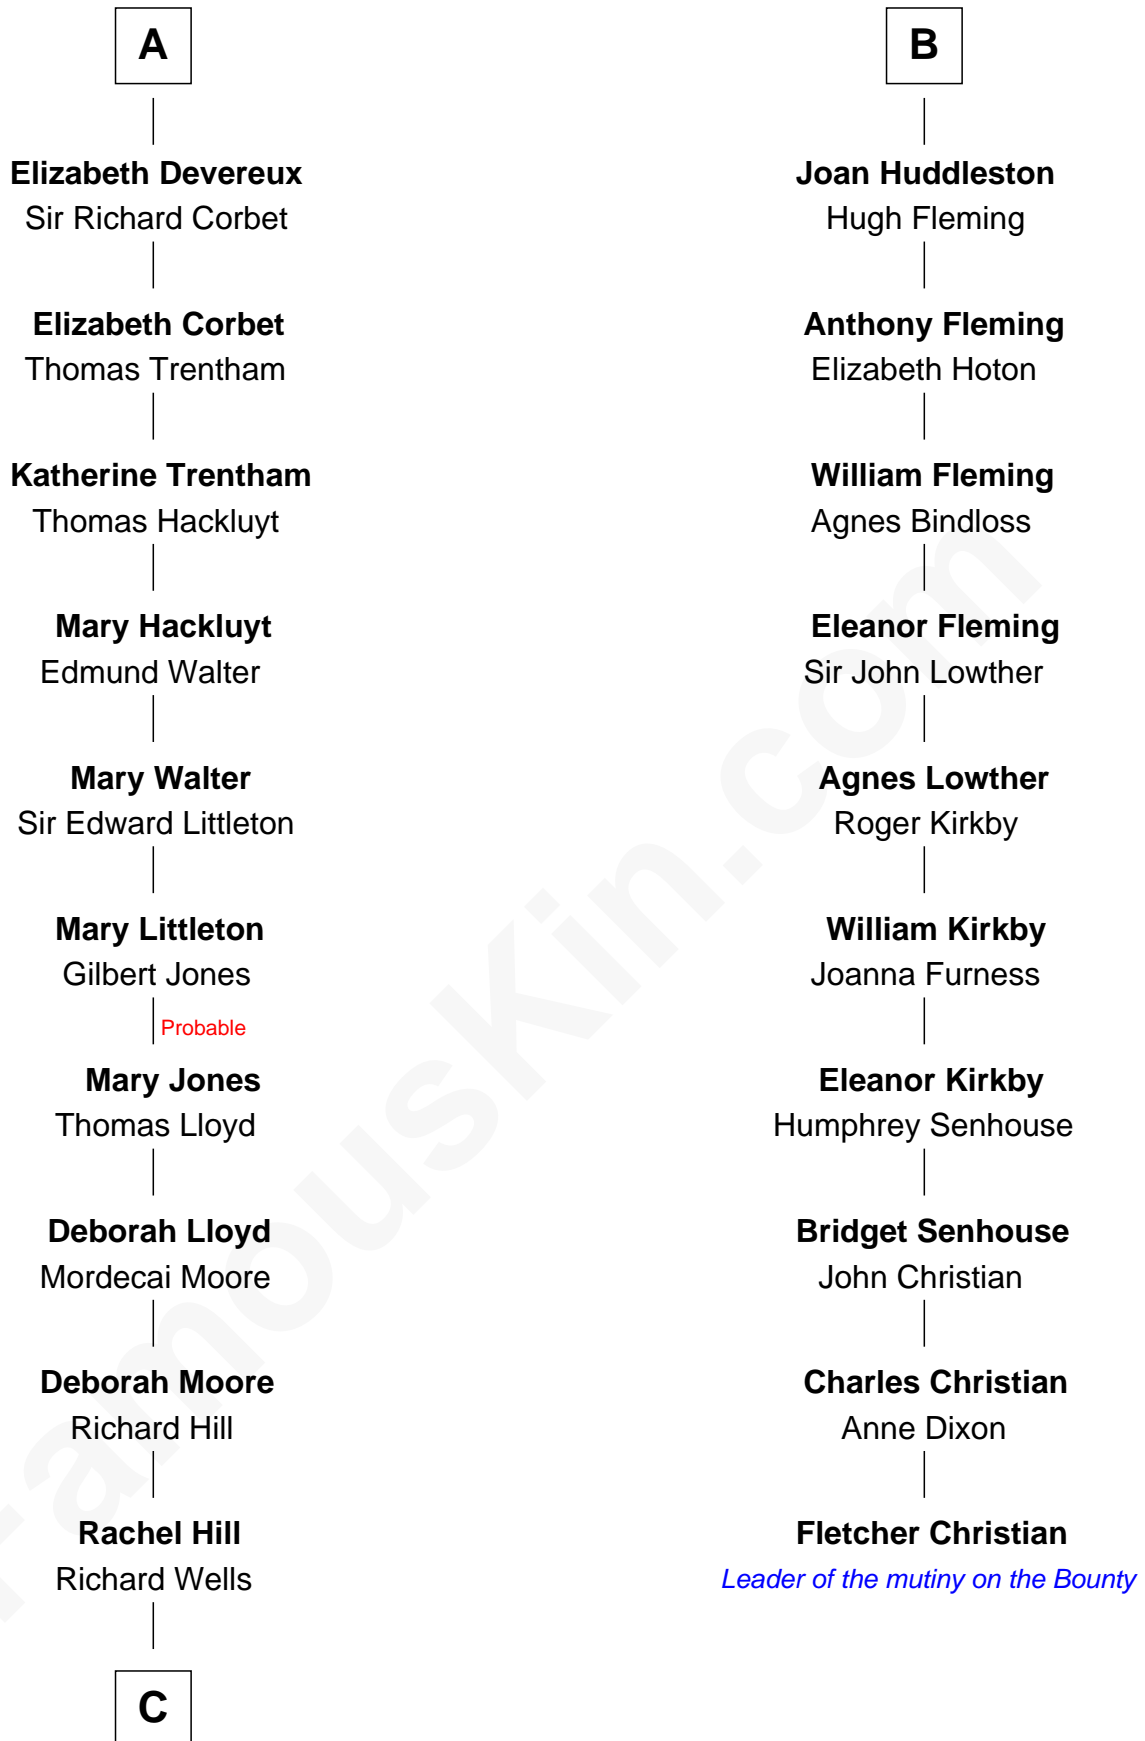 A
Elizabeth Devereux
Sir Richard Corbet
Elizabeth Corbet
Thomas Trentham
Katherine Trentham
Thomas Hackluyt
Mary Hackluyt
Edmund Walter
Mary Walter
Sir Edward Littleton
Mary Littleton
Gilbert Jones
Probable
Mary Jones
Thomas Lloyd
Deborah Lloyd
Mordecai Moore
Deborah Moore
Richard Hill
Rachel Hill
Richard Wells
C
B
Joan Huddleston
Hugh Fleming
Anthony Fleming
Elizabeth Hoton
William Fleming
Agnes Bindloss
Eleanor Fleming
Sir John Lowther
Agnes Lowther
Roger Kirkby
William Kirkby
Joanna Furness
Eleanor Kirkby
Humphrey Senhouse
Bridget Senhouse
John Christian
Charles Christian
Anne Dixon
Fletcher Christian
Leader of the mutiny on the Bounty
FamousKin.com